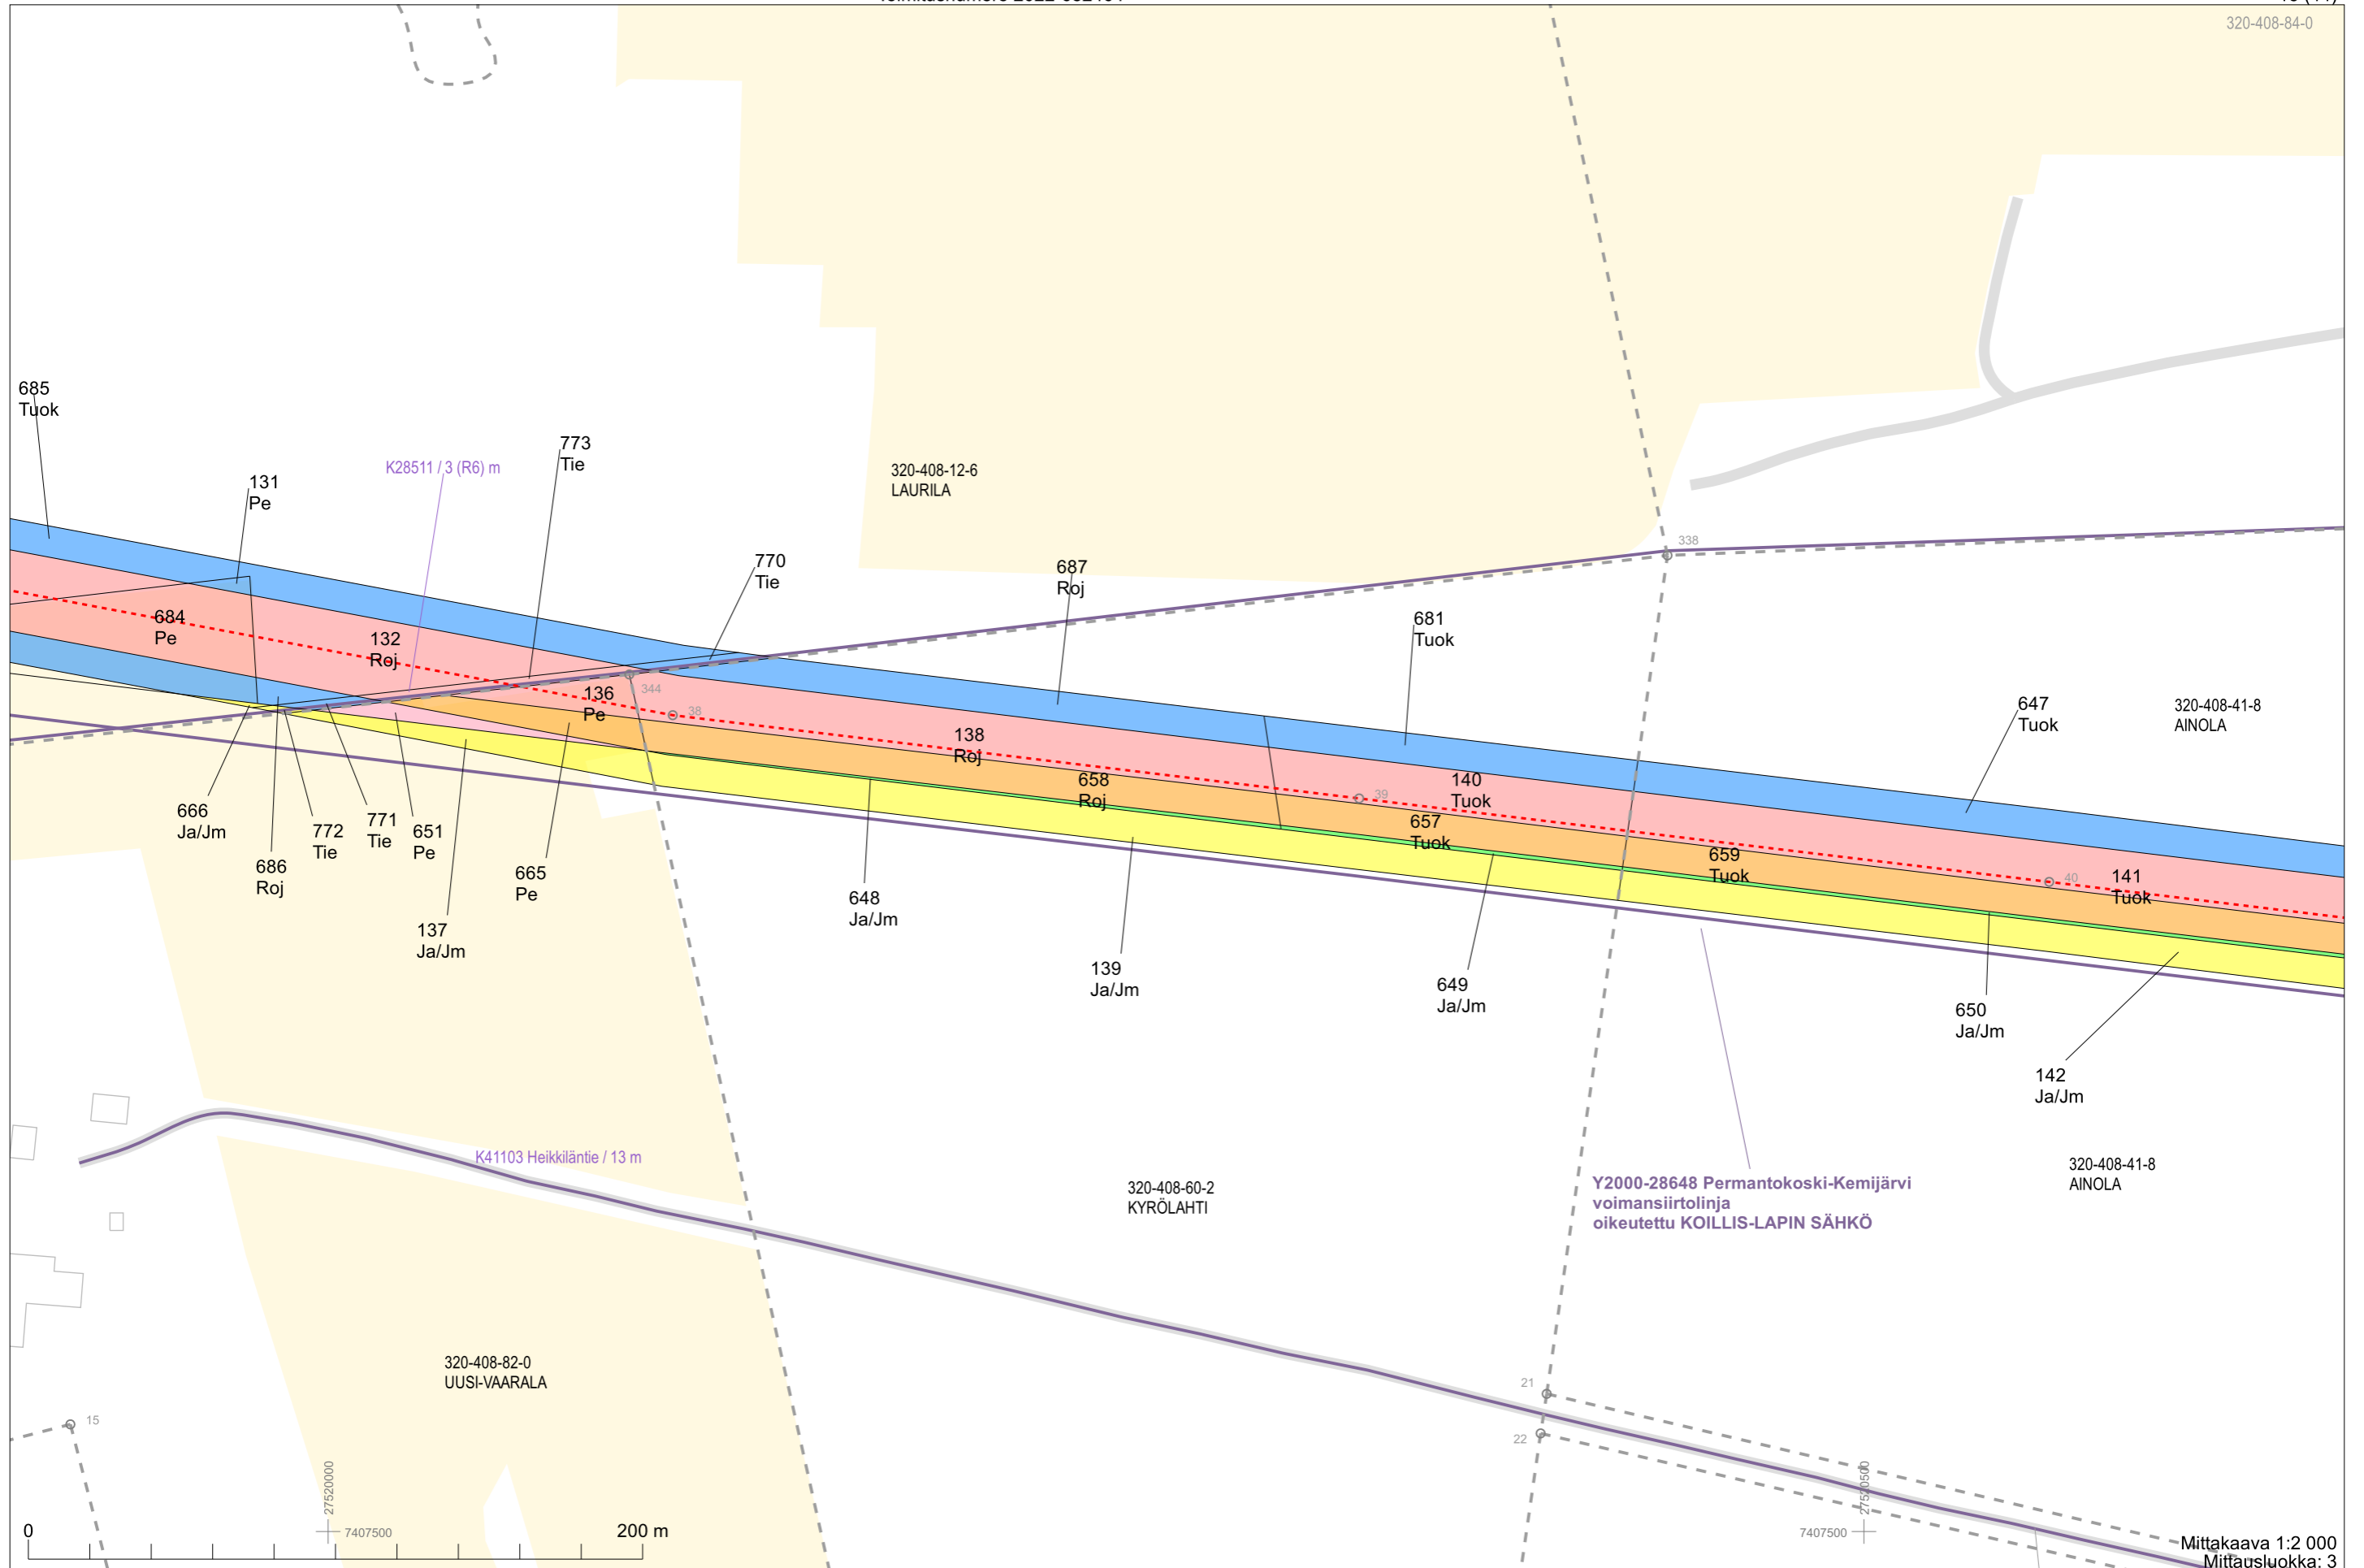 320-408-84-0
685
Tuok
131
Pe
K28511 / 3 (R6) m
773
Tie
320-408-12-6
LAURILA
338
770
Tie
687
Roj
681
Tuok
684
Pe
132
Roj
136
Pe
344
38
647
Tuok
320-408-41-8
AINOLA
138
Roj
658
Roj
140
Tuok
39
657
Tuok
659
Tuok
40
141
Tuok
666
Ja/Jm
686
Roj
772
Tie
771
Tie
651
Pe
665
Pe
137
Ja/Jm
648
Ja/Jm
139
Ja/Jm
649
Ja/Jm
650
Ja/Jm
142
Ja/Jm
K41103 Heikkiläntie / 13 m
320-408-60-2
KYRÖLAHTI
Y2000-28648 Permantokoski-Kemijärvi
voimansiirtolinja
oikeutettu KOILLIS-LAPIN SÄHKÖ
320-408-41-8
AINOLA
320-408-82-0
UUSI-VAARALA
21
22
15
27520000
7407500
27520500
7407500
0
200 m
Mittakaava 1:2 000
Mittausluokka: 3